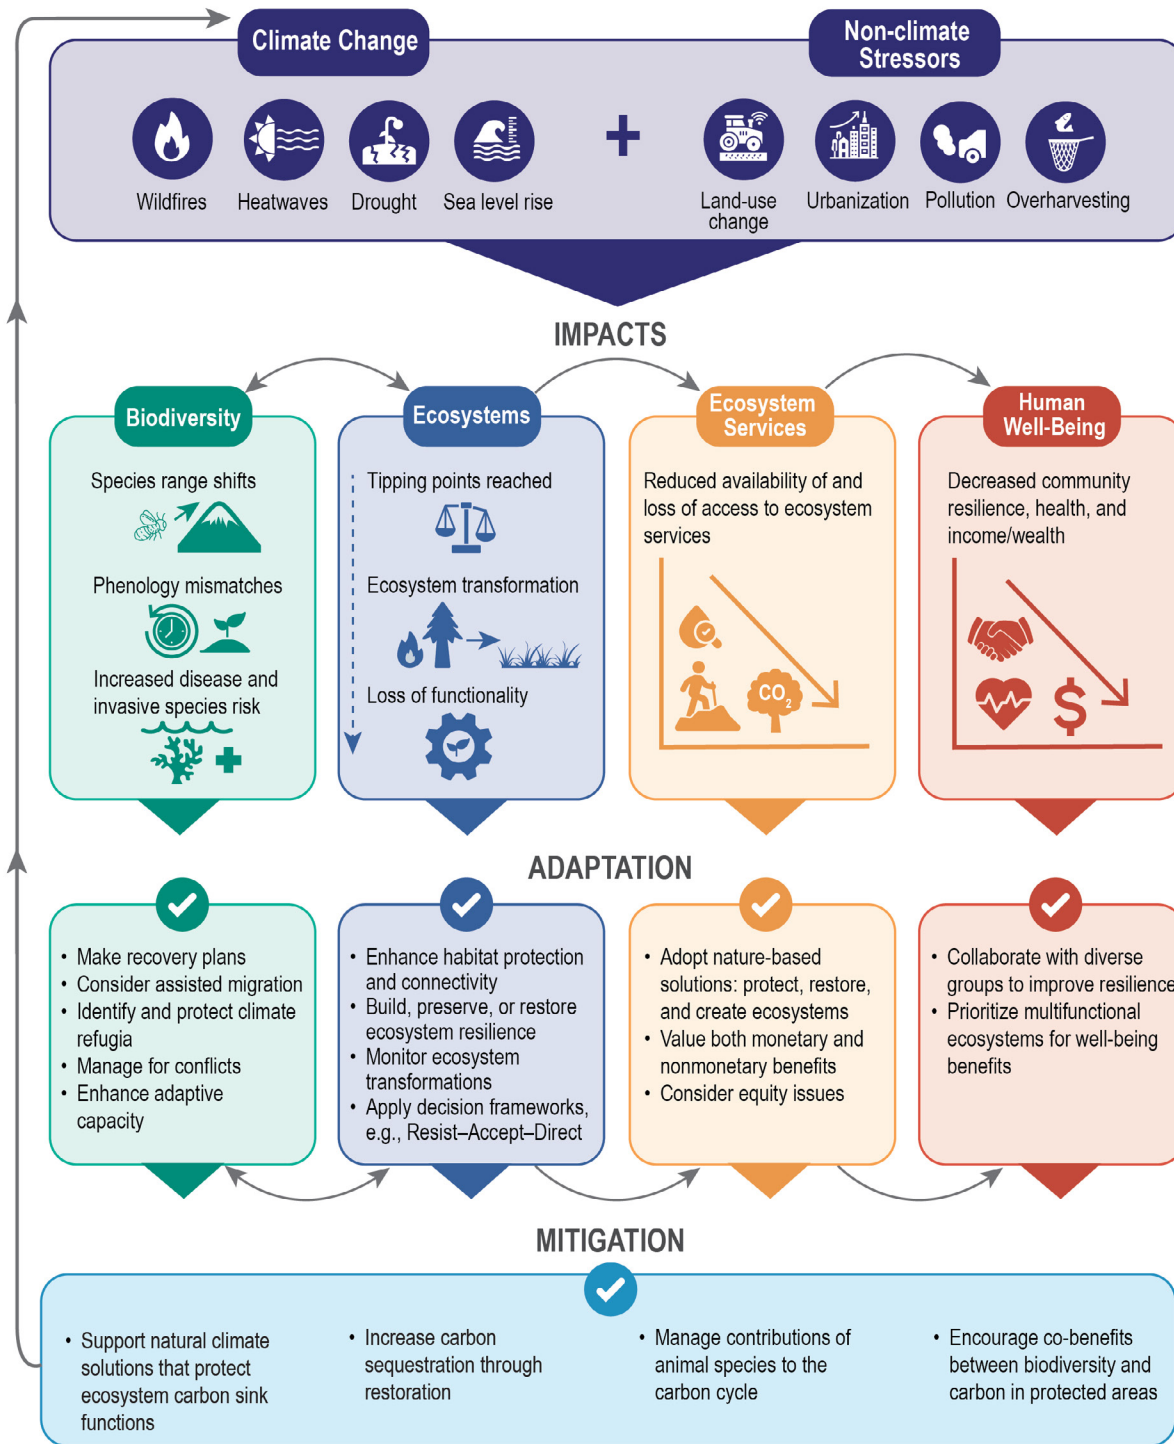 Climate Change
Non-climate
Stressors
Wildfires
Heatwaves
Drought
Sea level rise
+
Land-use
change
Urbanization
Pollution
Overharvesting
IMPACTS
Biodiversity
Species range shifts
Phenology mismatches
Increased disease and
invasive species risk
Ecosystems
Tipping points reached
Ecosystem transformation
Loss of functionality
Ecosystem
Services
Reduced availability of and
loss of access to ecosystem
services
CO2
Human
Well-Being
Decreased community
resilience, health, and
income/wealth
$
ADAPTATION
• Make recovery plans
• Consider assisted migration
• Identify and protect climate
refugia
• Manage for conflicts
• Enhance adaptive
capacity
• Enhance habitat protection
and connectivity
• Build, preserve, or restore
ecosystem resilience
• Monitor ecosystem
transformations
• Apply decision frameworks,
e.g., Resist–Accept–Direct
• Adopt nature-based
solutions: protect, restore,
and create ecosystems
• Value both monetary and
nonmonetary benefits
• Consider equity issues
• Collaborate with diverse
groups to improve resilience
• Prioritize multifunctional
ecosystems for well-being
benefits
MITIGATION
• Support natural climate
solutions that protect
ecosystem carbon sink
functions
• Increase carbon
sequestration through
restoration
• Manage contributions of
animal species to the
carbon cycle
• Encourage co-benefits
between biodiversity and
carbon in protected areas